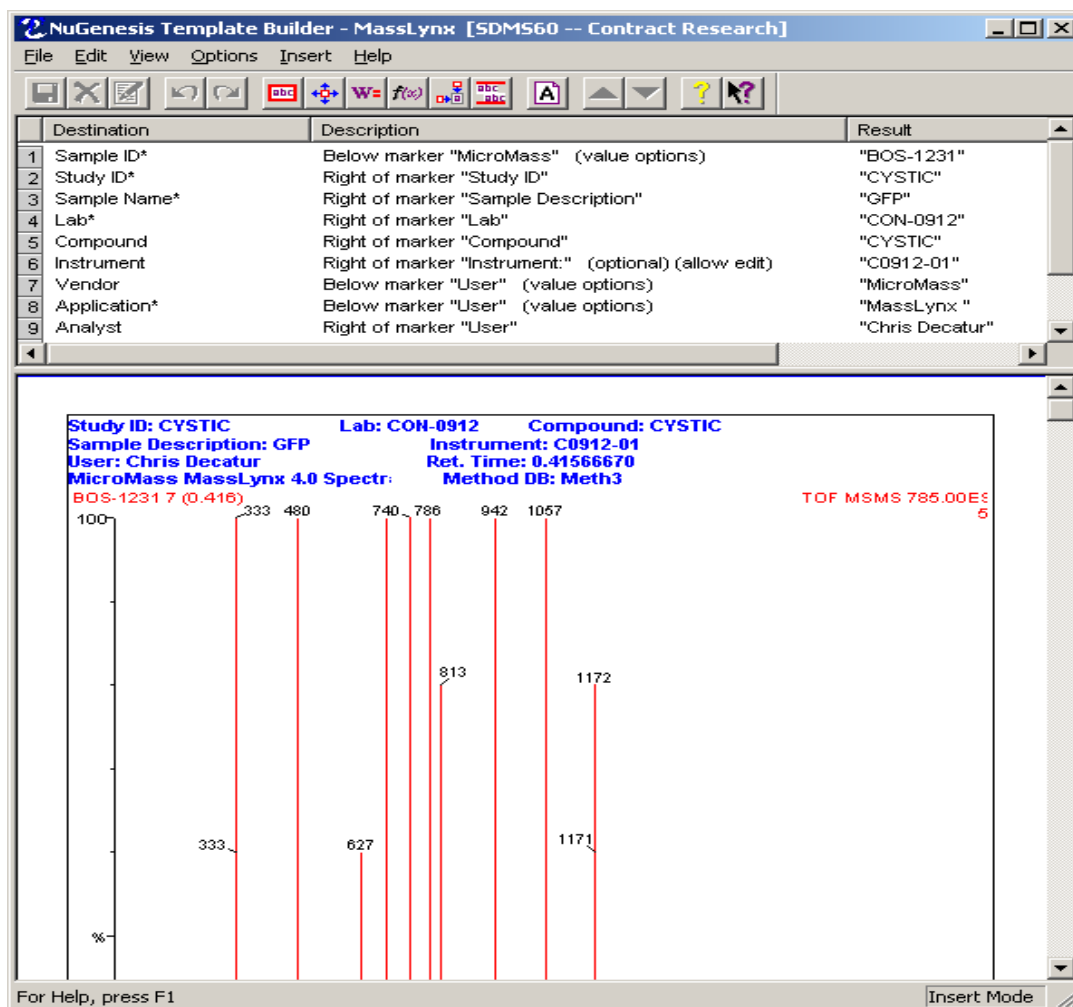 NuGenesis Template Builder - MassLynx [SDMS60 -- Contract Research]
File Edit View Options Insert Help
abc W= f(x) abc abc A ? ?
Destination Description Result
1 Sample ID* Below marker "MicroMass" (value options) "BOS-1231"
2 Study ID* Right of marker "Study ID" "CYSTIC"
3 Sample Name* Right of marker "Sample Description" "GFP"
4 Lab* Right of marker "Lab" "CON-0912"
5 Compound Right of marker "Compound" "CYSTIC"
6 Instrument Right of marker "Instrument:" (optional) (allow edit) "C0912-01"
7 Vendor Below marker "User" (value options) "MicroMass"
8 Application* Below marker "User" (value options) "MassLynx "
9 Analyst Right of marker "User" "Chris Decatur"
Study ID: CYSTIC Lab: CON-0912 Compound: CYSTIC
Sample Description: GFP Instrument: C0912-01
User: Chris Decatur Ret. Time: 0.41566670
MicroMass MassLynx 4.0 Spectr Method DB: Meth3
BOS-1231 7 (0.416) TOF MSMS 785.00ES
5
100 333 480 740 786 942 1057
813
1172
333 627 1171
%
For Help, press F1 Insert Mode